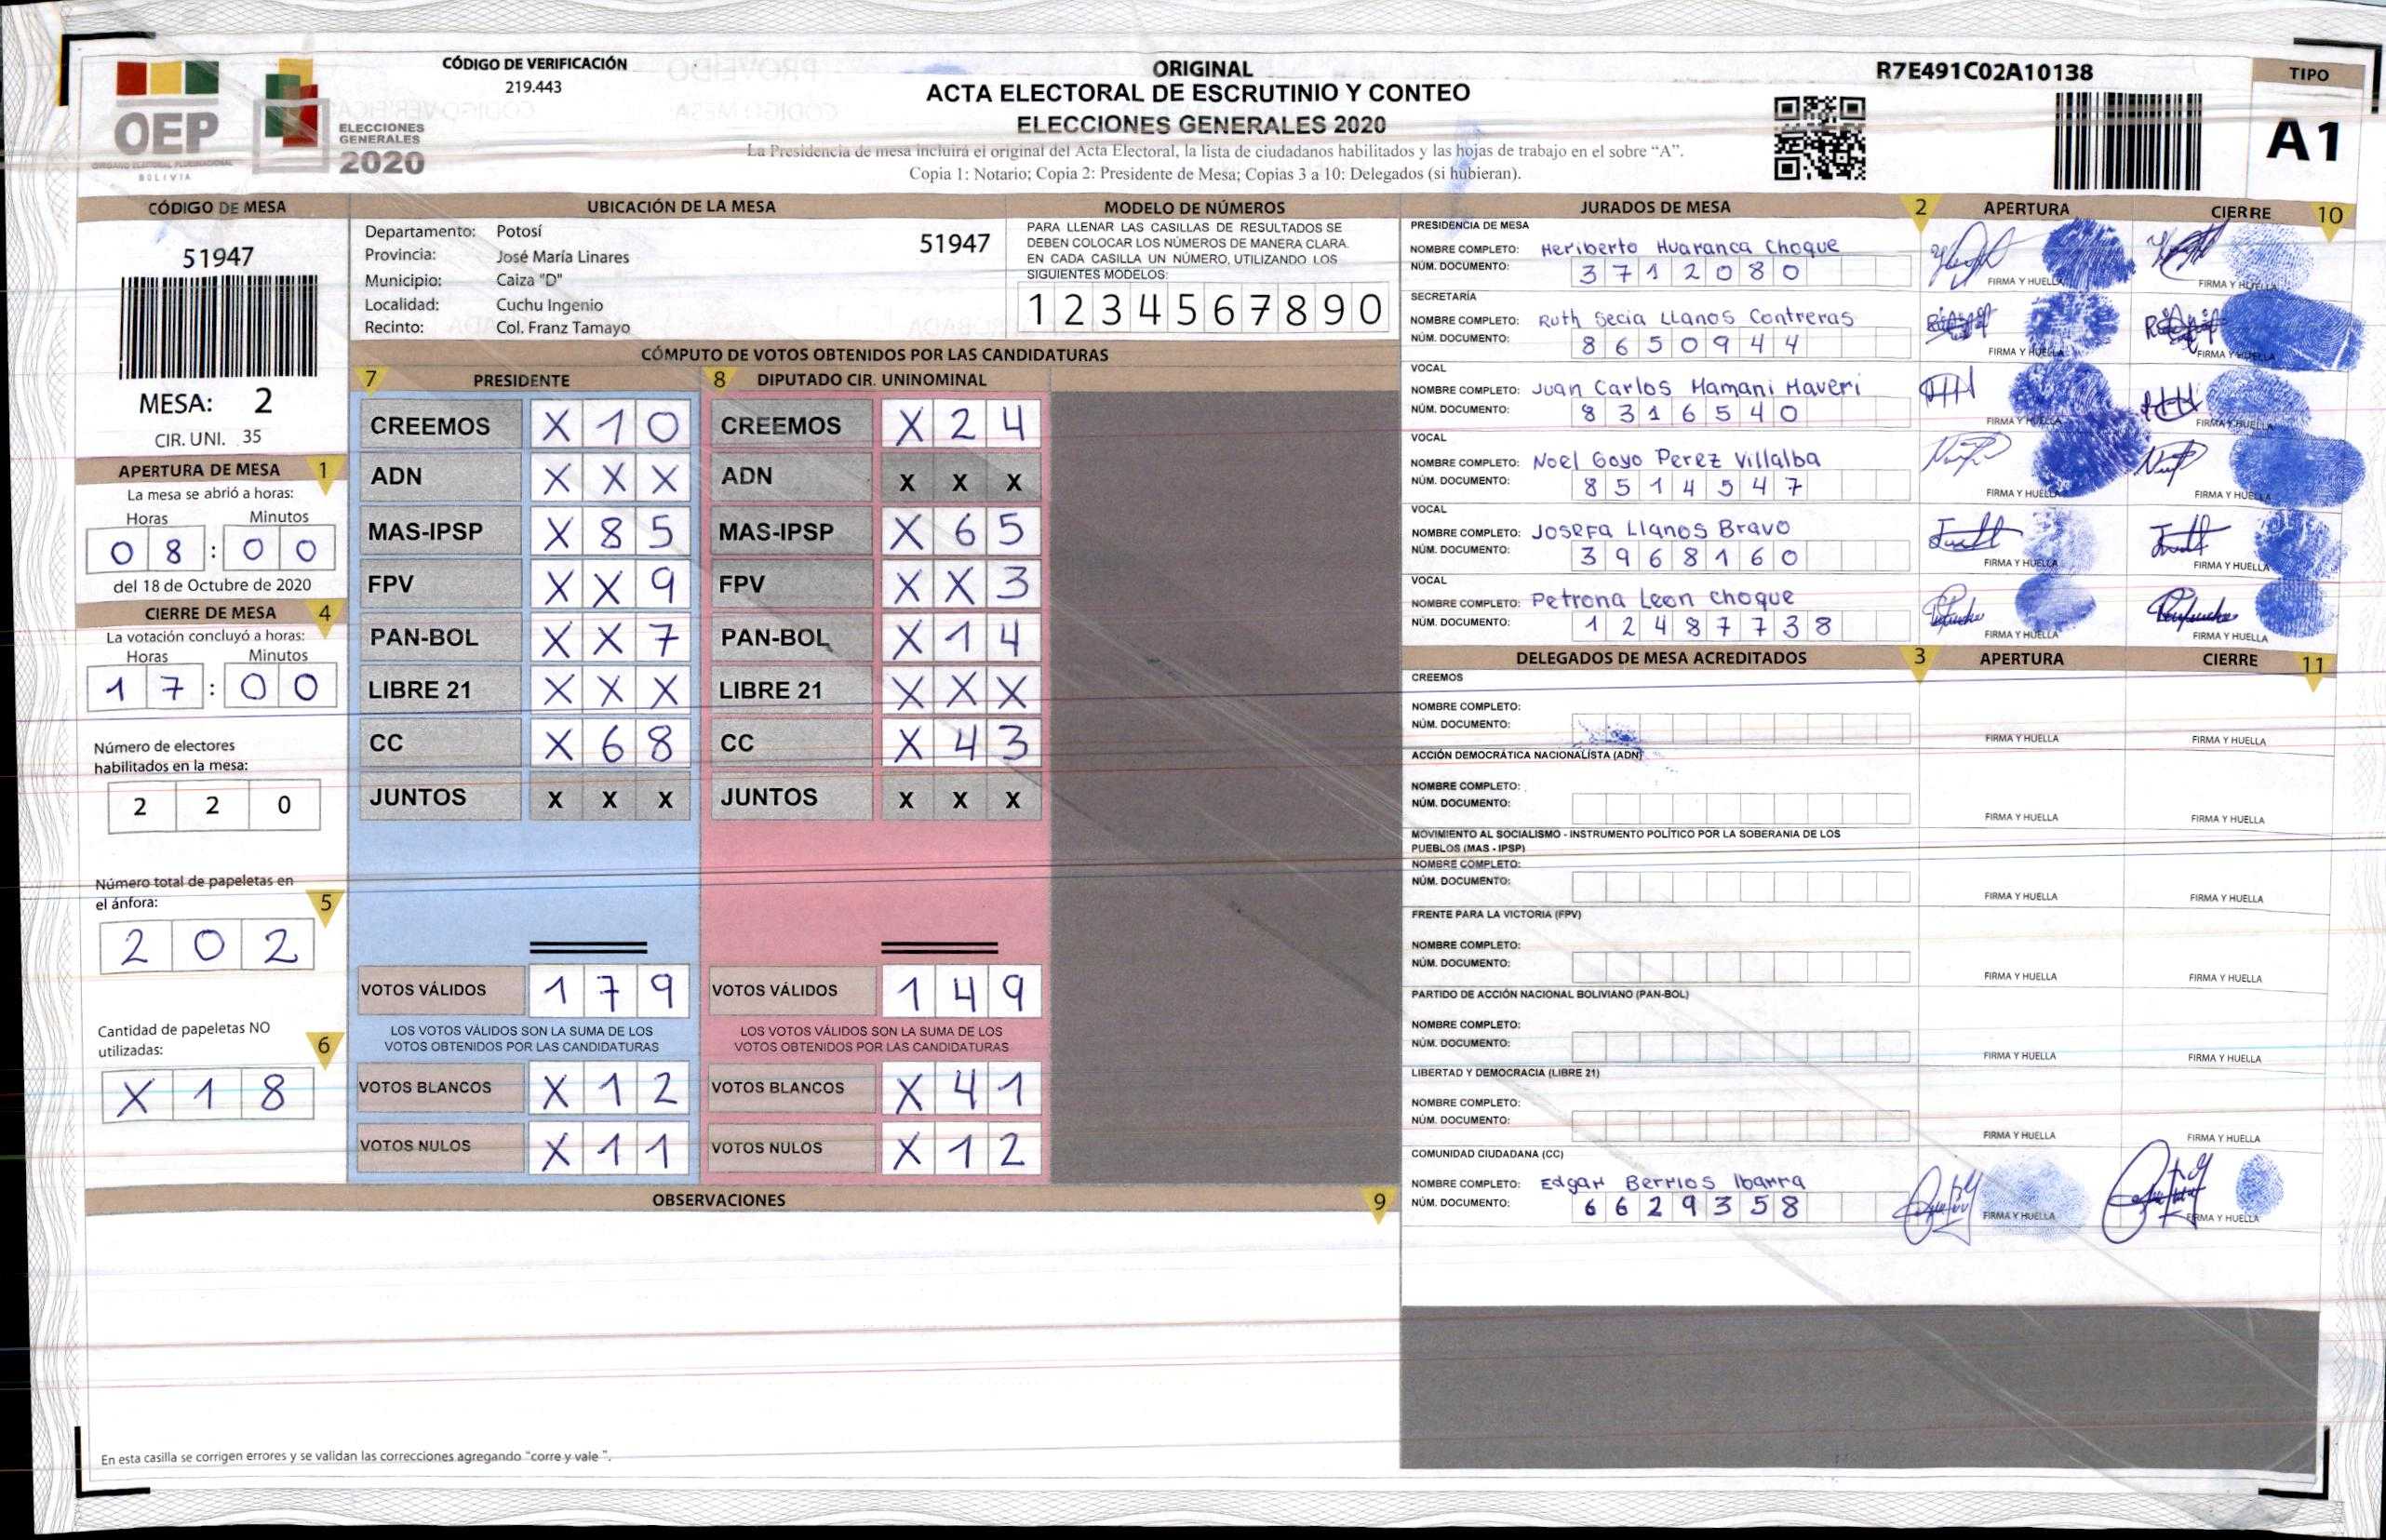 CÓDIGO DE VERIFICACIÓN
219.443
ORIGINAL
ACTA ELECTORAL DE ESCRUTINIO Y CONTEO
ELECCIONES GENERALES 2020
La Presidencia de mesa incluirá el original del Acta Electoral, la lista de ciudadanos habilitados y las hojas de trabajo en el sobre “A”.
Copia 1: Notario; Copia 2: Presidente de Mesa; Copias 3 a 10: Delegados (si hubieran).
R7E491C02A10138
TIPO
A1
OEP
ÓRGANO ELECTORAL PLURINACIONAL
BOLIVIA
ELECCIONES
GENERALES
2020
CÓDIGO DE MESA
51947
MESA: 2
CIR. UNI. 35
APERTURA DE MESA 1
La mesa se abrió a horas:
Horas Minutos
0 8 : 0 0
del 18 de Octubre de 2020
CIERRE DE MESA 4
La votación concluyó a horas:
Horas Minutos
1 7 : 0 0
Número de electores
habilitados en la mesa:
2 2 0
Número total de papeletas en
el ánfora: 5
2 0 2
Cantidad de papeletas NO
utilizadas: 6
X 1 8
UBICACIÓN DE LA MESA
Departamento: Potosí
51947
Provincia: José María Linares
Municipio: Caiza "D"
Localidad: Cuchu Ingenio
Recinto: Col. Franz Tamayo
MODELO DE NÚMEROS
PARA LLENAR LAS CASILLAS DE RESULTADOS SE
DEBEN COLOCAR LOS NÚMEROS DE MANERA CLARA.
EN CADA CASILLA UN NÚMERO, UTILIZANDO LOS
SIGUIENTES MODELOS:
1 2 3 4 5 6 7 8 9 0
CÓMPUTO DE VOTOS OBTENIDOS POR LAS CANDIDATURAS
7 PRESIDENTE 8 DIPUTADO CIR. UNINOMINAL
CREEMOS X 1 0 CREEMOS X 2 4
ADN X X X ADN X X X
MAS-IPSP X 8 5 MAS-IPSP X 6 5
FPV X X 9 FPV X X 3
PAN-BOL X X 7 PAN-BOL X 1 4
LIBRE 21 X X X LIBRE 21 X X X
CC X 6 8 CC X 4 3
JUNTOS X X X JUNTOS X X X
VOTOS VÁLIDOS 1 7 9 VOTOS VÁLIDOS 1 4 9
LOS VOTOS VÁLIDOS SON LA SUMA DE LOS LOS VOTOS VÁLIDOS SON LA SUMA DE LOS
VOTOS OBTENIDOS POR LAS CANDIDATURAS VOTOS OBTENIDOS POR LAS CANDIDATURAS
VOTOS BLANCOS X 1 2 VOTOS BLANCOS X 4 1
VOTOS NULOS X 1 1 VOTOS NULOS X 1 2
OBSERVACIONES 9
En esta casilla se corrigen errores y se validan las correcciones agregando “corre y vale ”.
JURADOS DE MESA 2 APERTURA CIERRE 10
PRESIDENCIA DE MESA
NOMBRE COMPLETO: Heriberto Huaranca Choque
NÚM. DOCUMENTO: 3 7 1 2 0 8 0
FIRMA Y HUELLA FIRMA Y HUELLA
SECRETARÍA
NOMBRE COMPLETO: Ruth Secia Llanos Contreras
NÚM. DOCUMENTO: 8 6 5 0 9 4 4
FIRMA Y HUELLA FIRMA Y HUELLA
VOCAL
NOMBRE COMPLETO: Juan Carlos Mamani Maveri
NÚM. DOCUMENTO: 8 3 1 6 5 4 0
FIRMA Y HUELLA FIRMA Y HUELLA
VOCAL
NOMBRE COMPLETO: Noel Goyo Perez Villalba
NÚM. DOCUMENTO: 8 5 1 4 5 4 7
FIRMA Y HUELLA FIRMA Y HUELLA
VOCAL
NOMBRE COMPLETO: Josefa Llanos Bravo
NÚM. DOCUMENTO: 3 9 6 8 1 6 0
FIRMA Y HUELLA FIRMA Y HUELLA
VOCAL
NOMBRE COMPLETO: Petrona Leon choque
NÚM. DOCUMENTO: 1 2 4 8 7 7 3 8
FIRMA Y HUELLA FIRMA Y HUELLA
DELEGADOS DE MESA ACREDITADOS 3 APERTURA CIERRE 11
CREEMOS
NOMBRE COMPLETO:
NÚM. DOCUMENTO:
FIRMA Y HUELLA FIRMA Y HUELLA
ACCIÓN DEMOCRÁTICA NACIONALÍSTA (ADN)
NOMBRE COMPLETO:
NÚM. DOCUMENTO:
FIRMA Y HUELLA FIRMA Y HUELLA
MOVIMIENTO AL SOCIALISMO - INSTRUMENTO POLÍTICO POR LA SOBERANIA DE LOS
PUEBLOS (MAS - IPSP)
NOMBRE COMPLETO:
NÚM. DOCUMENTO:
FIRMA Y HUELLA FIRMA Y HUELLA
FRENTE PARA LA VICTORIA (FPV)
NOMBRE COMPLETO:
NÚM. DOCUMENTO:
FIRMA Y HUELLA FIRMA Y HUELLA
PARTIDO DE ACCIÓN NACIONAL BOLIVIANO (PAN-BOL)
NOMBRE COMPLETO:
NÚM. DOCUMENTO:
FIRMA Y HUELLA FIRMA Y HUELLA
LIBERTAD Y DEMOCRACIA (LIBRE 21)
NOMBRE COMPLETO:
NÚM. DOCUMENTO:
FIRMA Y HUELLA FIRMA Y HUELLA
COMUNIDAD CIUDADANA (CC)
NOMBRE COMPLETO: Edgar Berrios Ibarra
NÚM. DOCUMENTO: 6 6 2 9 3 5 8
FIRMA Y HUELLA FIRMA Y HUELLA